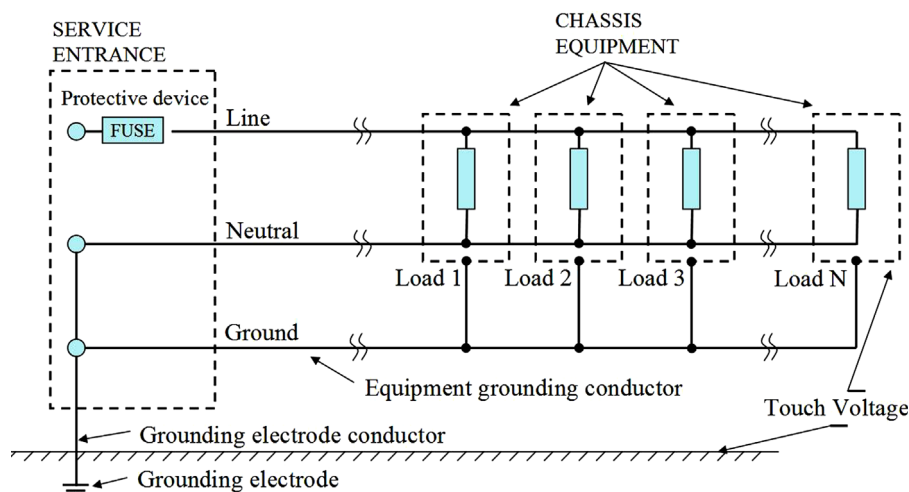 SERVICE
ENTRANCE
CHASSIS
EQUIPMENT
Protective device
FUSE
Line
Neutral
Load 1
Load 2
Load 3
Load N
Ground
Equipment grounding conductor
Touch Voltage
Grounding electrode conductor
Grounding electrode